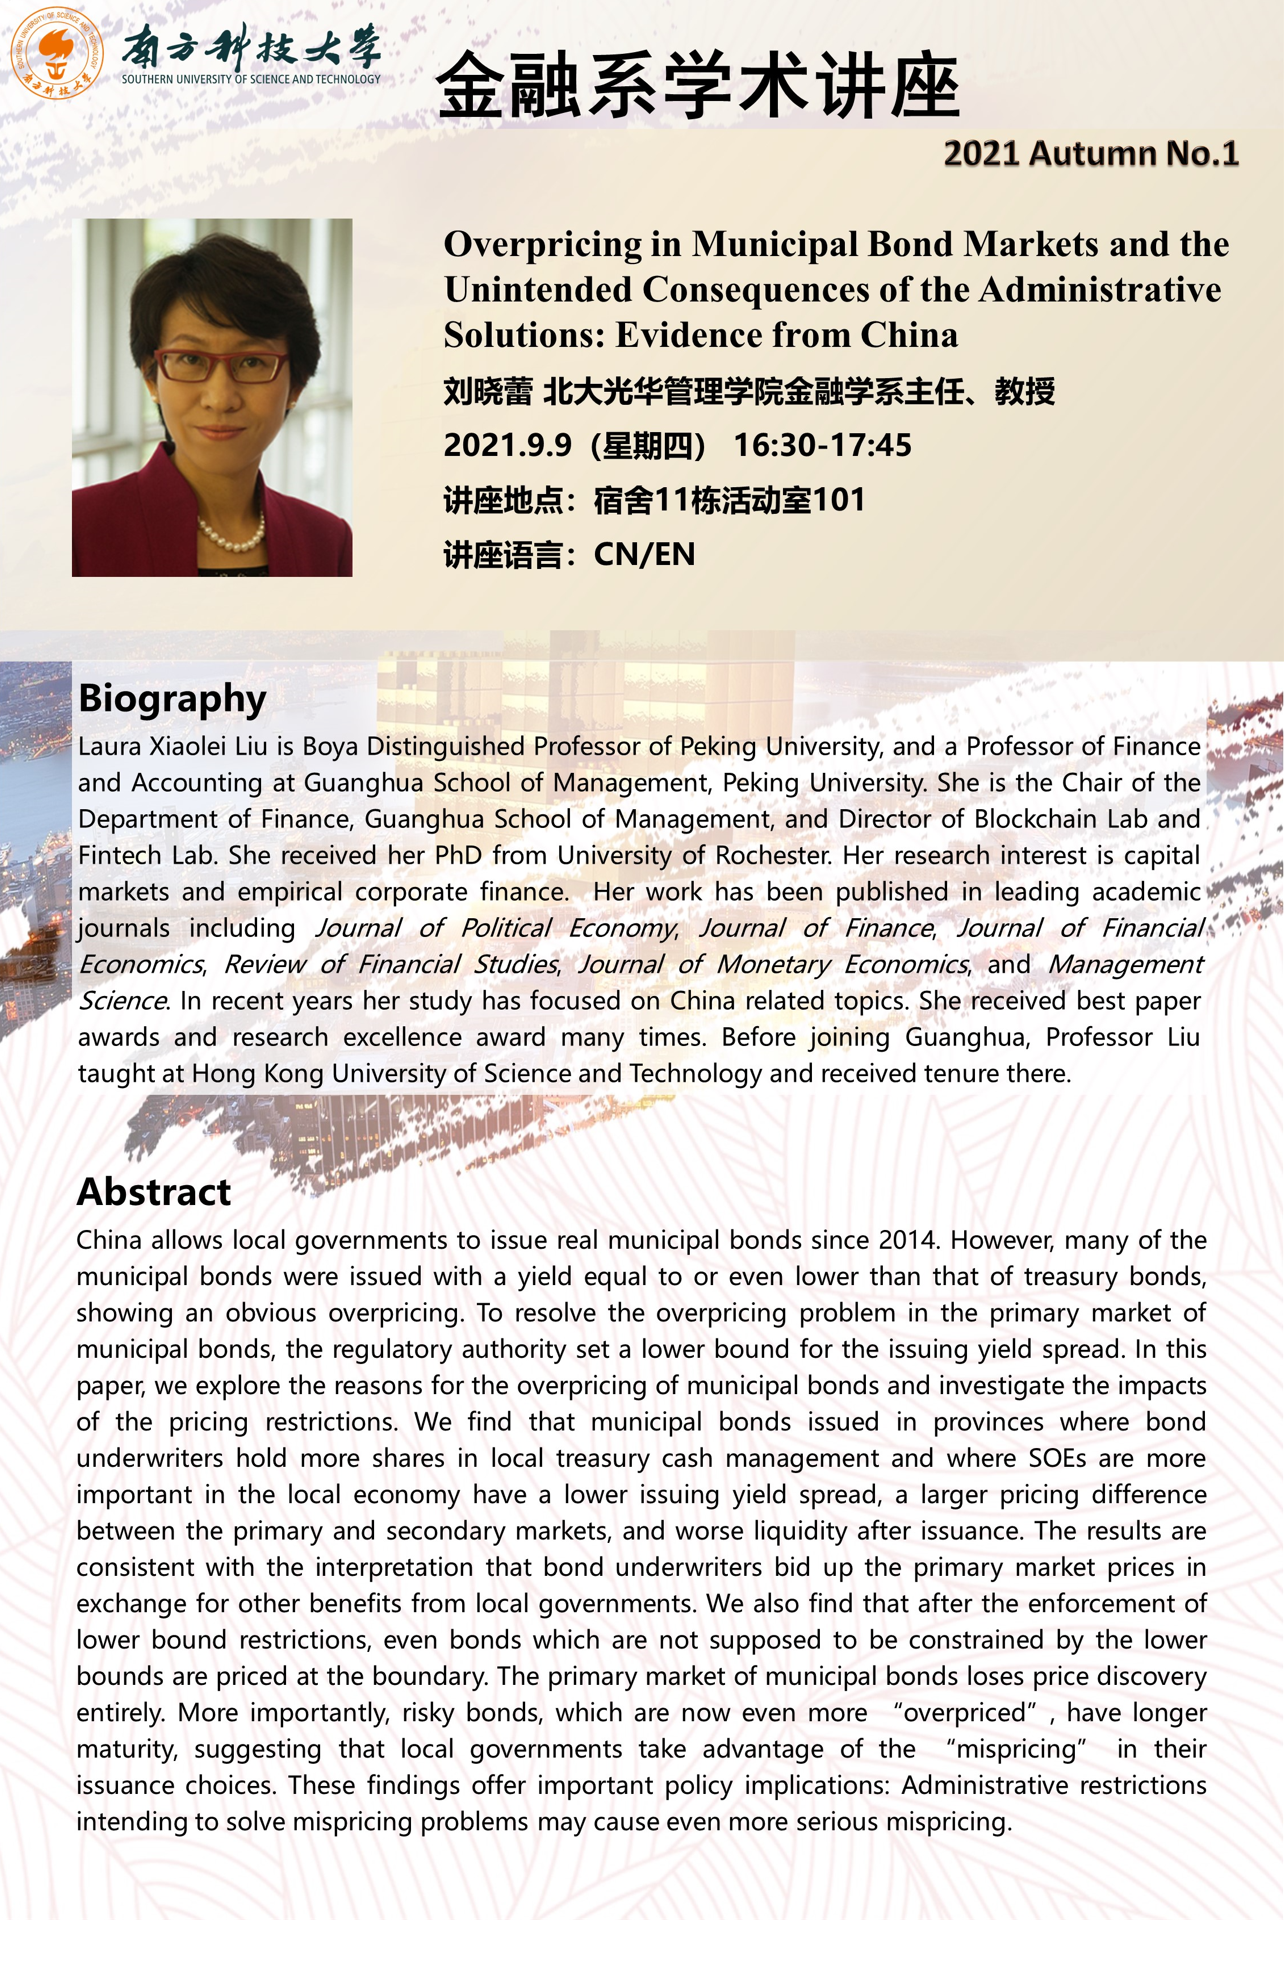 南方科技大学
SOUTHERN UNIVERSITY OF SCIENCE AND TECHNOLOGY
金融系学术讲座
2021 Autumn No.1
Overpricing in Municipal Bond Markets and the
Unintended Consequences of the Administrative
Solutions: Evidence from China
刘晓蕾 北大光华管理学院金融学系主任、教授
2021.9.9（星期四） 16:30-17:45
讲座地点：宿舍11栋活动室101
讲座语言：CN/EN
Biography
Laura Xiaolei Liu is Boya Distinguished Professor of Peking University, and a Professor of Finance
and Accounting at Guanghua School of Management, Peking University. She is the Chair of the
Department of Finance, Guanghua School of Management, and Director of Blockchain Lab and
Fintech Lab. She received her PhD from University of Rochester. Her research interest is capital
markets and empirical corporate finance. Her work has been published in leading academic
journals including Journal of Political Economy, Journal of Finance, Journal of Financial
Economics, Review of Financial Studies, Journal of Monetary Economics, and Management
Science. In recent years her study has focused on China related topics. She received best paper
awards and research excellence award many times. Before joining Guanghua, Professor Liu
taught at Hong Kong University of Science and Technology and received tenure there.
Abstract
China allows local governments to issue real municipal bonds since 2014. However, many of the
municipal bonds were issued with a yield equal to or even lower than that of treasury bonds,
showing an obvious overpricing. To resolve the overpricing problem in the primary market of
municipal bonds, the regulatory authority set a lower bound for the issuing yield spread. In this
paper, we explore the reasons for the overpricing of municipal bonds and investigate the impacts
of the pricing restrictions. We find that municipal bonds issued in provinces where bond
underwriters hold more shares in local treasury cash management and where SOEs are more
important in the local economy have a lower issuing yield spread, a larger pricing difference
between the primary and secondary markets, and worse liquidity after issuance. The results are
consistent with the interpretation that bond underwriters bid up the primary market prices in
exchange for other benefits from local governments. We also find that after the enforcement of
lower bound restrictions, even bonds which are not supposed to be constrained by the lower
bounds are priced at the boundary. The primary market of municipal bonds loses price discovery
entirely. More importantly, risky bonds, which are now even more “overpriced”, have longer
maturity, suggesting that local governments take advantage of the “mispricing” in their
issuance choices. These findings offer important policy implications: Administrative restrictions
intending to solve mispricing problems may cause even more serious mispricing.